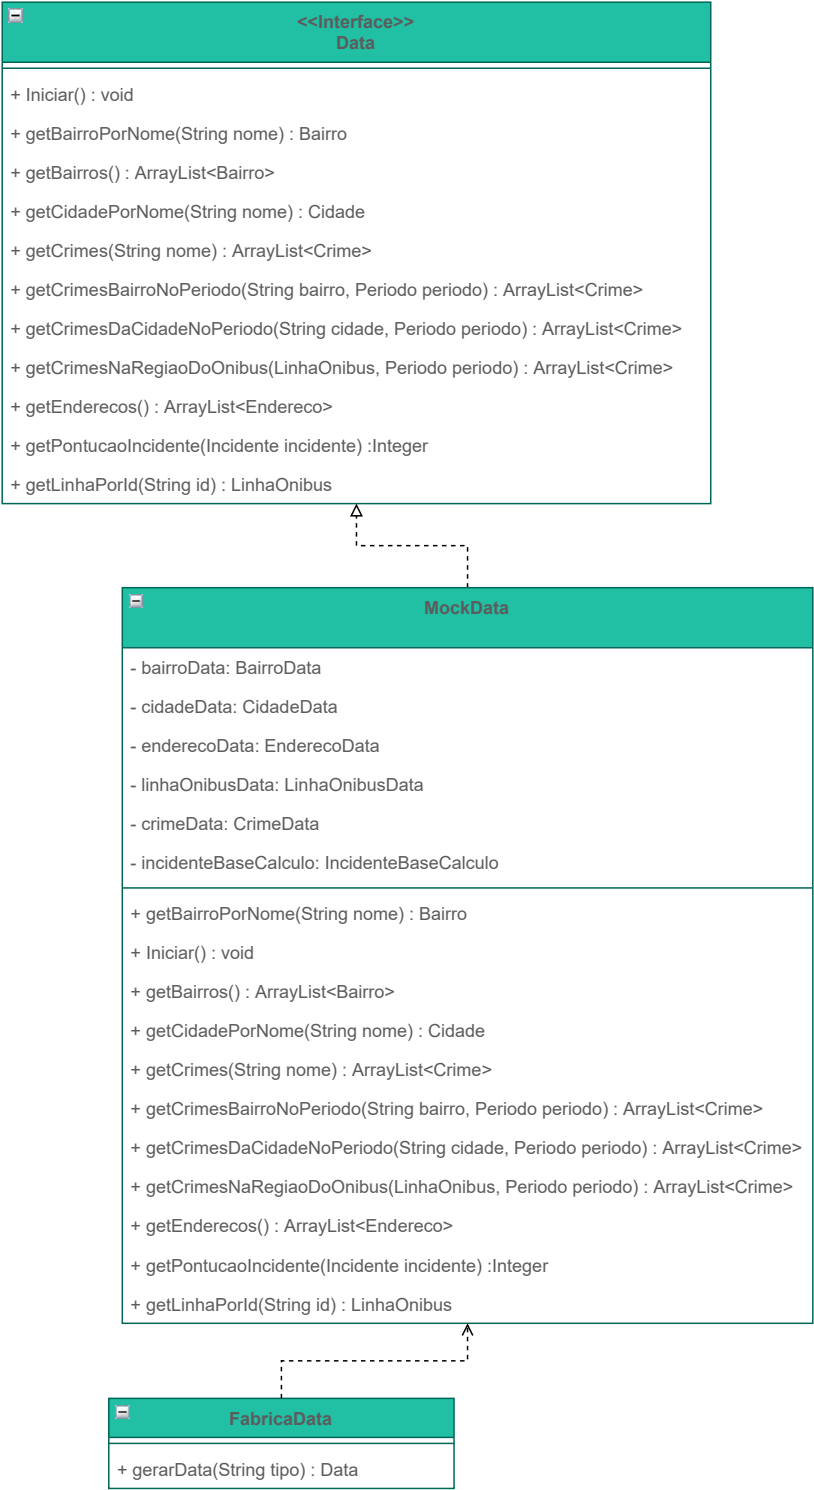 <<Interface>>
Data
+ Iniciar() : void
+ getBairroPorNome(String nome) : Bairro
+ getBairros() : ArrayList<Bairro>
+ getCidadePorNome(String nome) : Cidade
+ getCrimes(String nome) : ArrayList<Crime>
+ getCrimesBairroNoPeriodo(String bairro, Periodo periodo) : ArrayList<Crime>
+ getCrimesDaCidadeNoPeriodo(String cidade, Periodo periodo) : ArrayList<Crime>
+ getCrimesNaRegiaoDoOnibus(LinhaOnibus, Periodo periodo) : ArrayList<Crime>
+ getEnderecos() : ArrayList<Endereco>
+ getPontucaoIncidente(Incidente incidente) :Integer
+ getLinhaPorId(String id) : LinhaOnibus
MockData
- bairroData: BairroData
- cidadeData: CidadeData
- enderecoData: EnderecoData
- linhaOnibusData: LinhaOnibusData
- crimeData: CrimeData
- incidenteBaseCalculo: IncidenteBaseCalculo
+ getBairroPorNome(String nome) : Bairro
+ Iniciar() : void
+ getBairros() : ArrayList<Bairro>
+ getCidadePorNome(String nome) : Cidade
+ getCrimes(String nome) : ArrayList<Crime>
+ getCrimesBairroNoPeriodo(String bairro, Periodo periodo) : ArrayList<Crime>
+ getCrimesDaCidadeNoPeriodo(String cidade, Periodo periodo) : ArrayList<Crime>
+ getCrimesNaRegiaoDoOnibus(LinhaOnibus, Periodo periodo) : ArrayList<Crime>
+ getEnderecos() : ArrayList<Endereco>
+ getPontucaoIncidente(Incidente incidente) :Integer
+ getLinhaPorId(String id) : LinhaOnibus
FabricaData
+ gerarData(String tipo) : Data